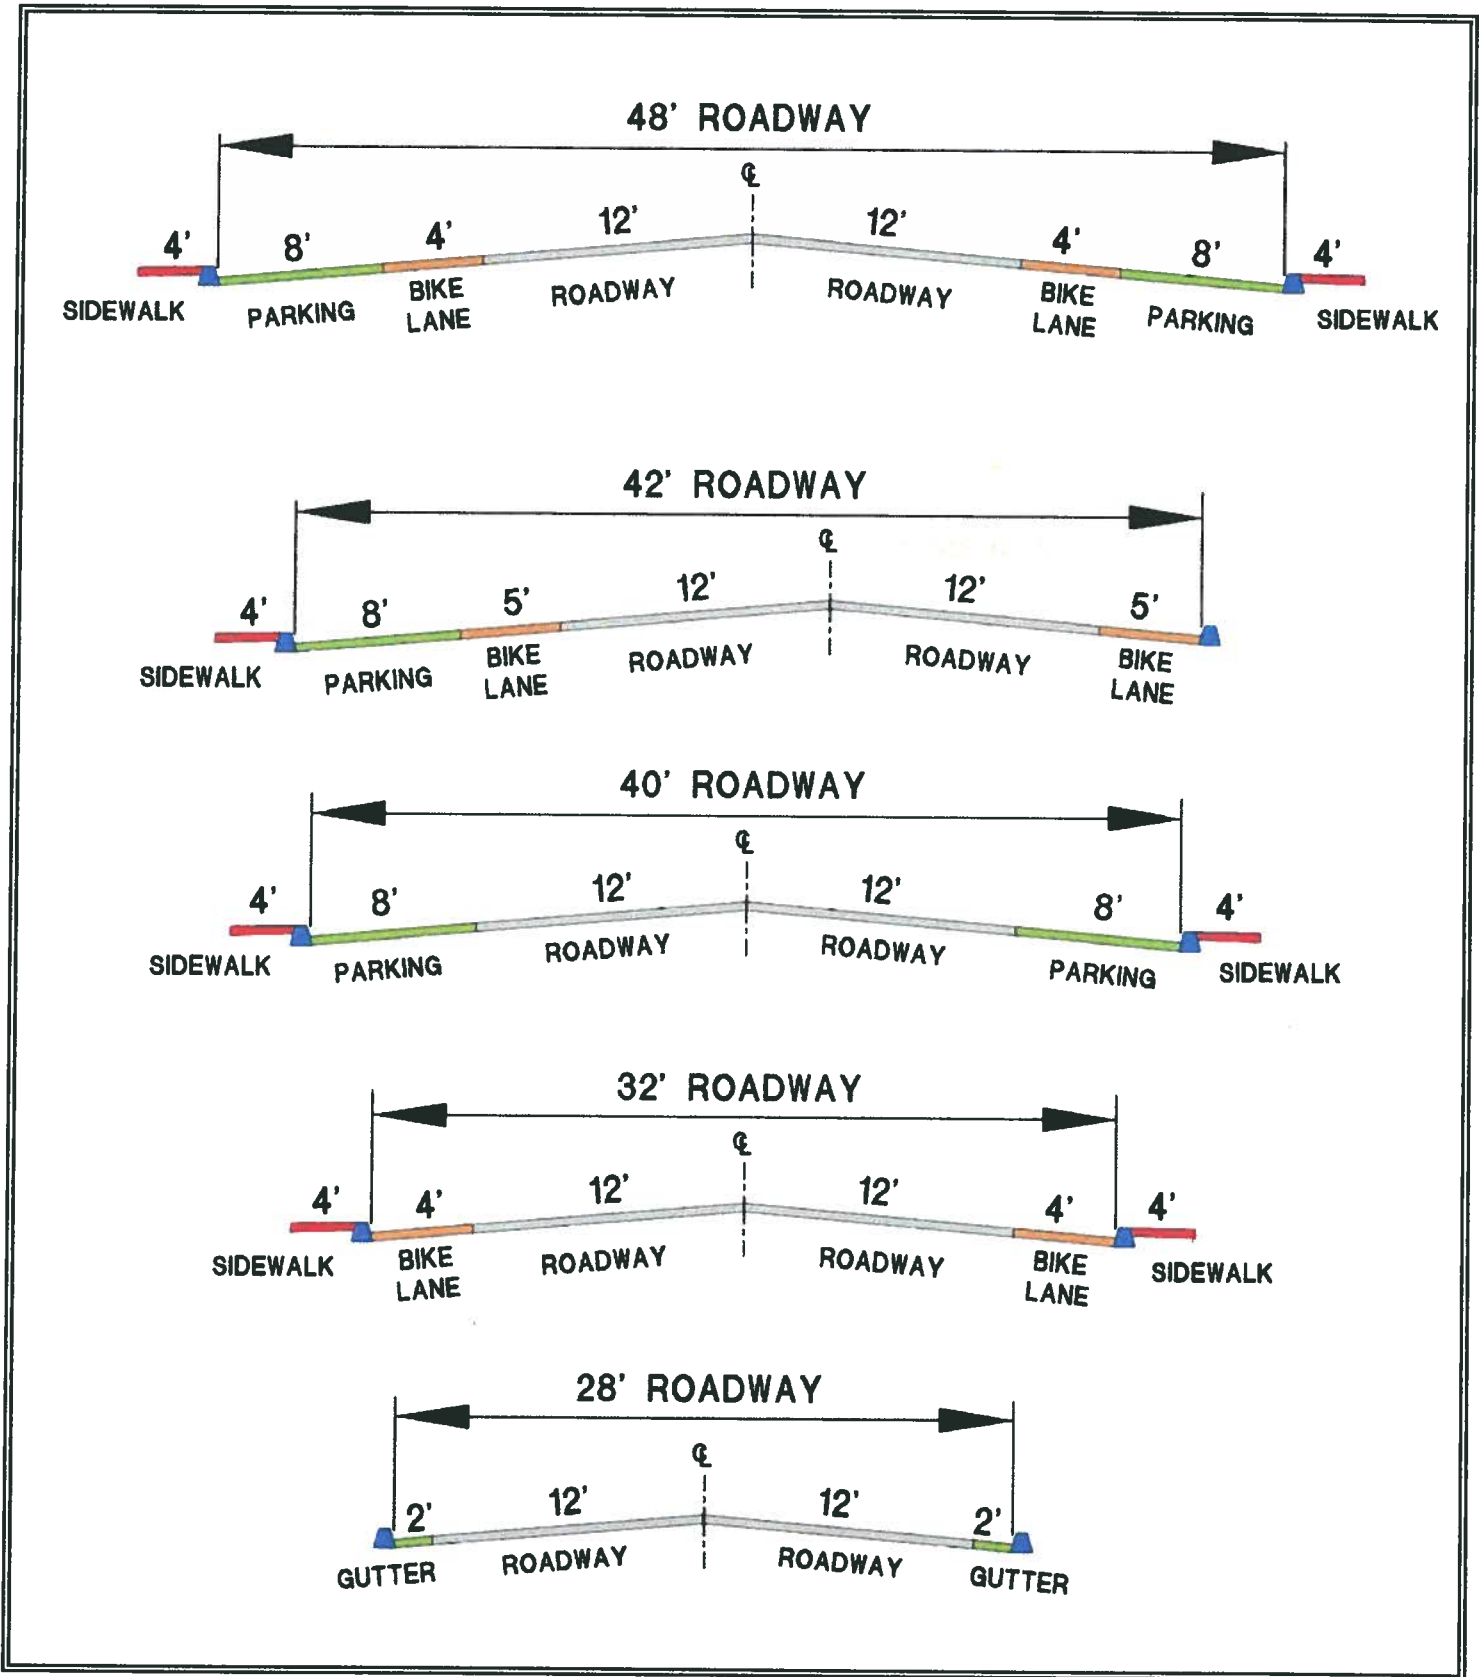 48' ROADWAY
℄
4' 8' 4' 12' 12' 4' 8' 4'
SIDEWALK PARKING BIKE LANE ROADWAY ROADWAY BIKE LANE PARKING SIDEWALK
42' ROADWAY
℄
4' 8' 5' 12' 12' 5'
SIDEWALK PARKING BIKE LANE ROADWAY ROADWAY BIKE LANE
40' ROADWAY
℄
4' 8' 12' 12' 8' 4'
SIDEWALK PARKING ROADWAY ROADWAY PARKING SIDEWALK
32' ROADWAY
℄
4' 4' 12' 12' 4' 4'
SIDEWALK BIKE LANE ROADWAY ROADWAY BIKE LANE SIDEWALK
28' ROADWAY
℄
2' 12' 12' 2'
GUTTER ROADWAY ROADWAY GUTTER